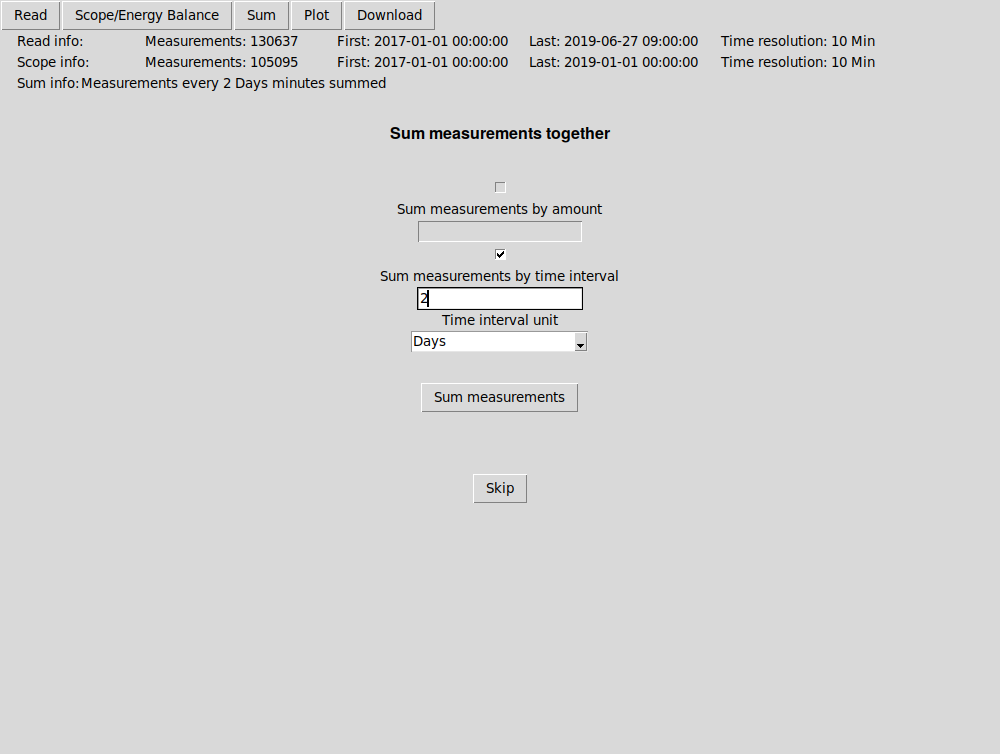 Read Scope/Energy Balance Sum Plot Download
Read info: Measurements: 130637 First: 2017-01-01 00:00:00 Last: 2019-06-27 09:00:00 Time resolution: 10 Min
Scope info: Measurements: 105095 First: 2017-01-01 00:00:00 Last: 2019-01-01 00:00:00 Time resolution: 10 Min
Sum info: Measurements every 2 Days minutes summed
Sum measurements together
Sum measurements by amount
Sum measurements by time interval
2
Time interval unit
Days
Sum measurements
Skip